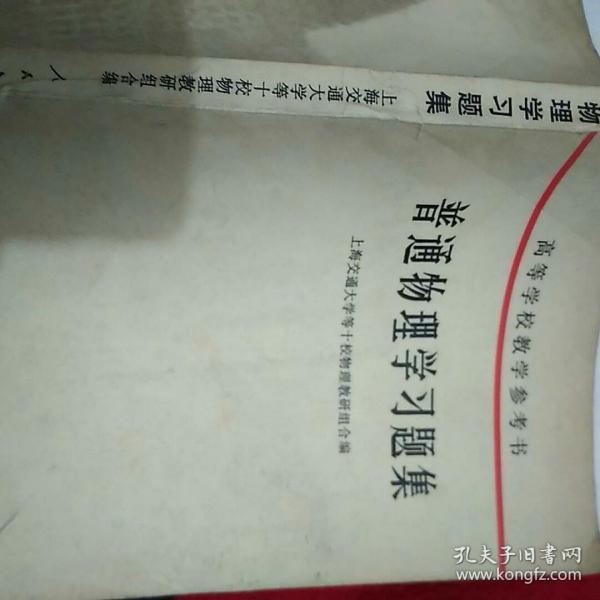 高等学校教学参考书
普通物理学习题集
上海交通大学等十校物理教研组合编
物理学习题集
上海交通大学等十校物理教研组合编
人民
孔夫子旧书网
www.kongfz.com